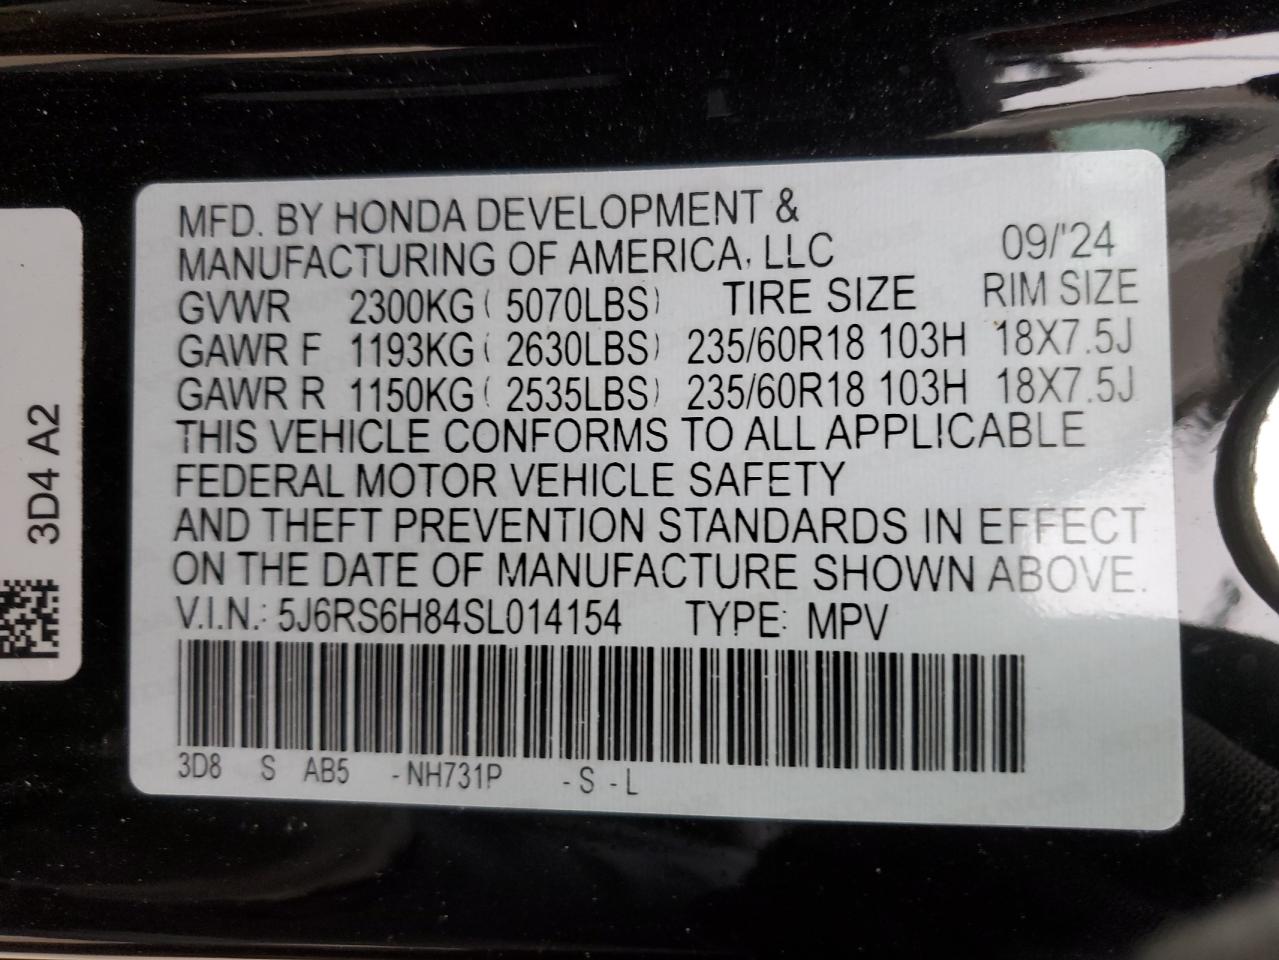 MFD. BY HONDA DEVELOPMENT &
MANUFACTURING OF AMERICA, LLC 09/'24
GVWR 2300KG ( 5070LBS) TIRE SIZE RIM SIZE
GAWR F 1193KG ( 2630LBS) 235/60R18 103H 18X7.5J
GAWR R 1150KG ( 2535LBS) 235/60R18 103H 18X7.5J
THIS VEHICLE CONFORMS TO ALL APPLICABLE
FEDERAL MOTOR VEHICLE SAFETY
AND THEFT PREVENTION STANDARDS IN EFFECT
ON THE DATE OF MANUFACTURE SHOWN ABOVE.
V.I.N.: 5J6RS6H84SL014154 TYPE: MPV
3D8 S AB5 -NH731P -S -L
3D4 A2